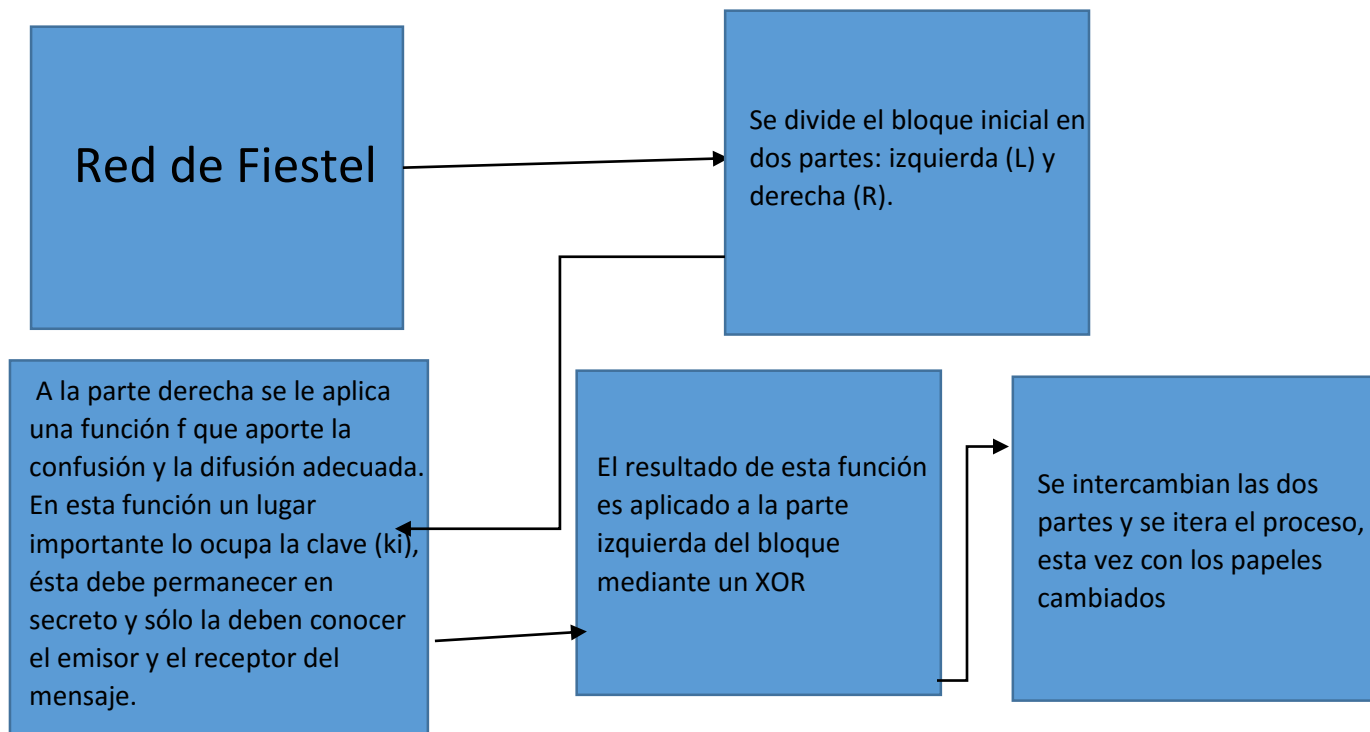 Red de Fiestel
Se divide el bloque inicial en
dos partes: izquierda (L) y
derecha (R).
A la parte derecha se le aplica
una función f que aporte la
confusión y la difusión adecuada.
En esta función un lugar
importante lo ocupa la clave (ki),
ésta debe permanecer en
secreto y sólo la deben conocer
el emisor y el receptor del
mensaje.
El resultado de esta función
es aplicado a la parte
izquierda del bloque
mediante un XOR
Se intercambian las dos
partes y se itera el proceso,
esta vez con los papeles
cambiados